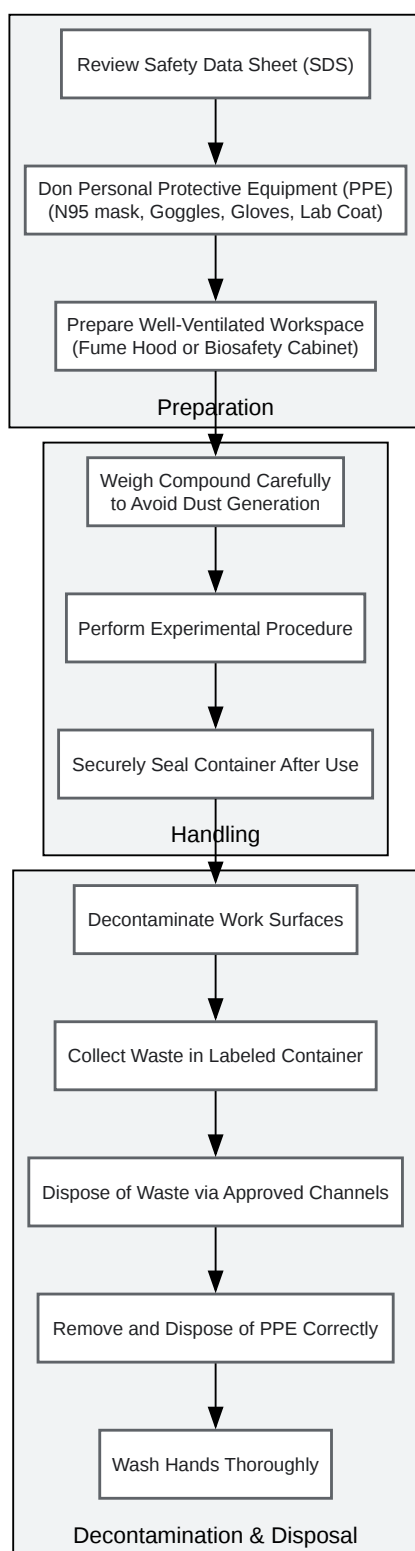 Review Safety Data Sheet (SDS)
Don Personal Protective Equipment (PPE)
(N95 mask, Goggles, Gloves, Lab Coat)
Prepare Well-Ventilated Workspace
(Fume Hood or Biosafety Cabinet)
Preparation
Weigh Compound Carefully
to Avoid Dust Generation
Perform Experimental Procedure
Securely Seal Container After Use
Handling
Decontaminate Work Surfaces
Collect Waste in Labeled Container
Dispose of Waste via Approved Channels
Remove and Dispose of PPE Correctly
Wash Hands Thoroughly
Decontamination & Disposal